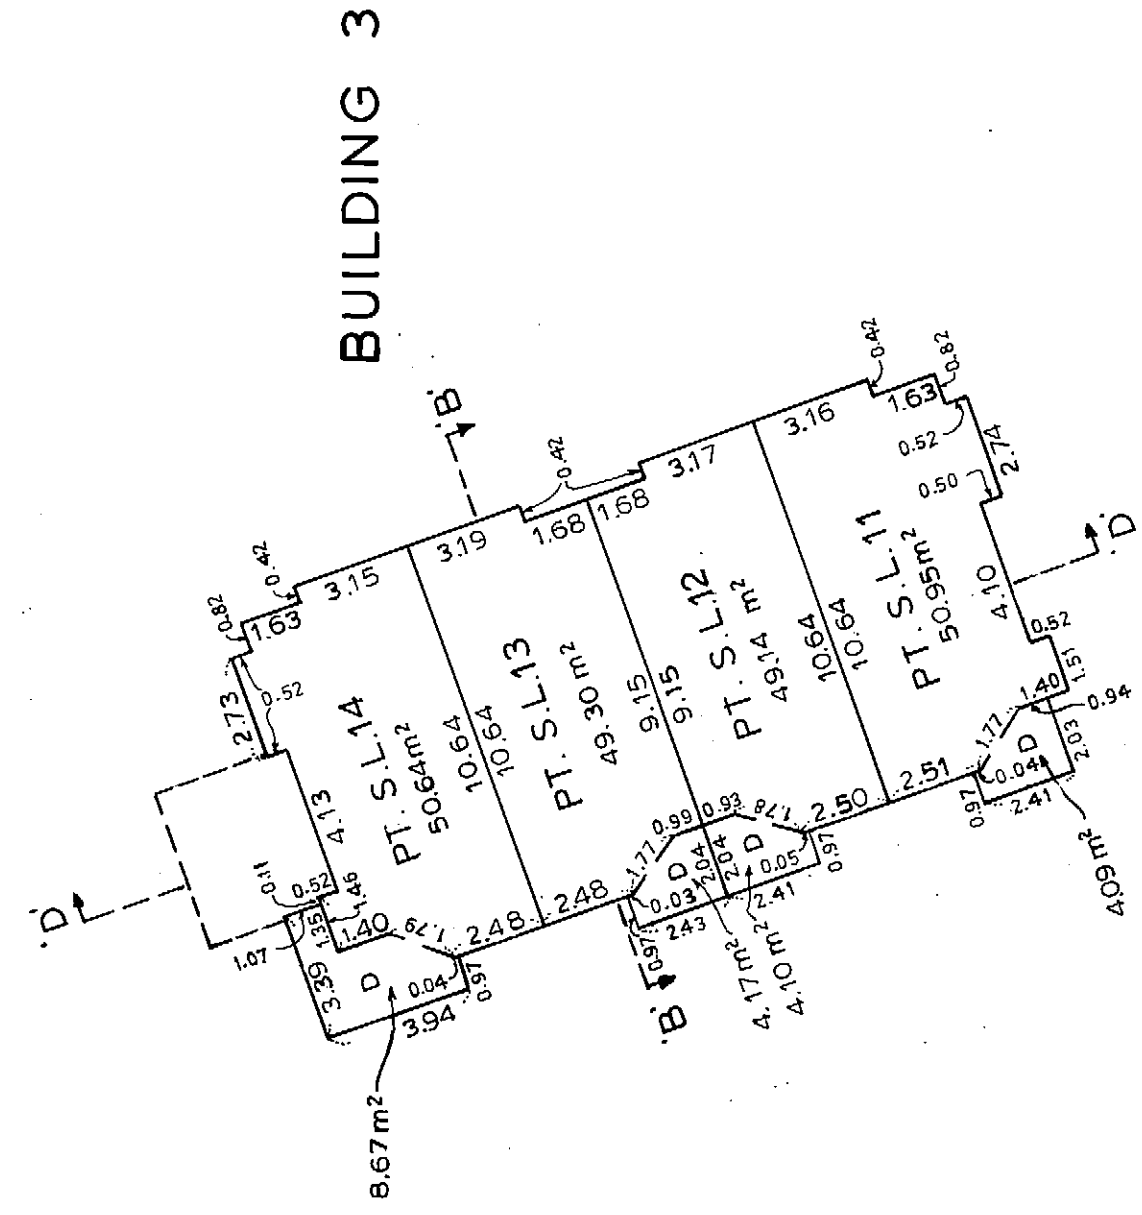 BUILDING 3
'D'
'B'
0.82
1.63
0.42
3.15
3.19
0.42
1.68
1.68
3.17
3.16
0.42
1.63
0.82
0.52
2.74
0.50
2.73
0.52
4.13
PT. S.L.14
50.64m²
10.64
10.64
PT. S.L.13
49.30m²
9.15
9.15
PT. S.L.12
49.14 m²
10.64
10.64
PT. S.L.11
50.95m²
4.10
'D'
0.52
1.51
1.40
0.94
0.11
0.52
1.46
1.35
1.40
1.07
3.39
D
1.79
0.04
2.48
0.97
3.94
8.67m²
2.48
1.77
0.99
0.93
1.78
D
2.04
2.04
D
0.03
0.05
0.97
2.43
2.41
0.97
'B'
4.17m²
4.10m²
2.50
2.51
1.77
D
0.04
0.97
2.41
2.03
4.09m²